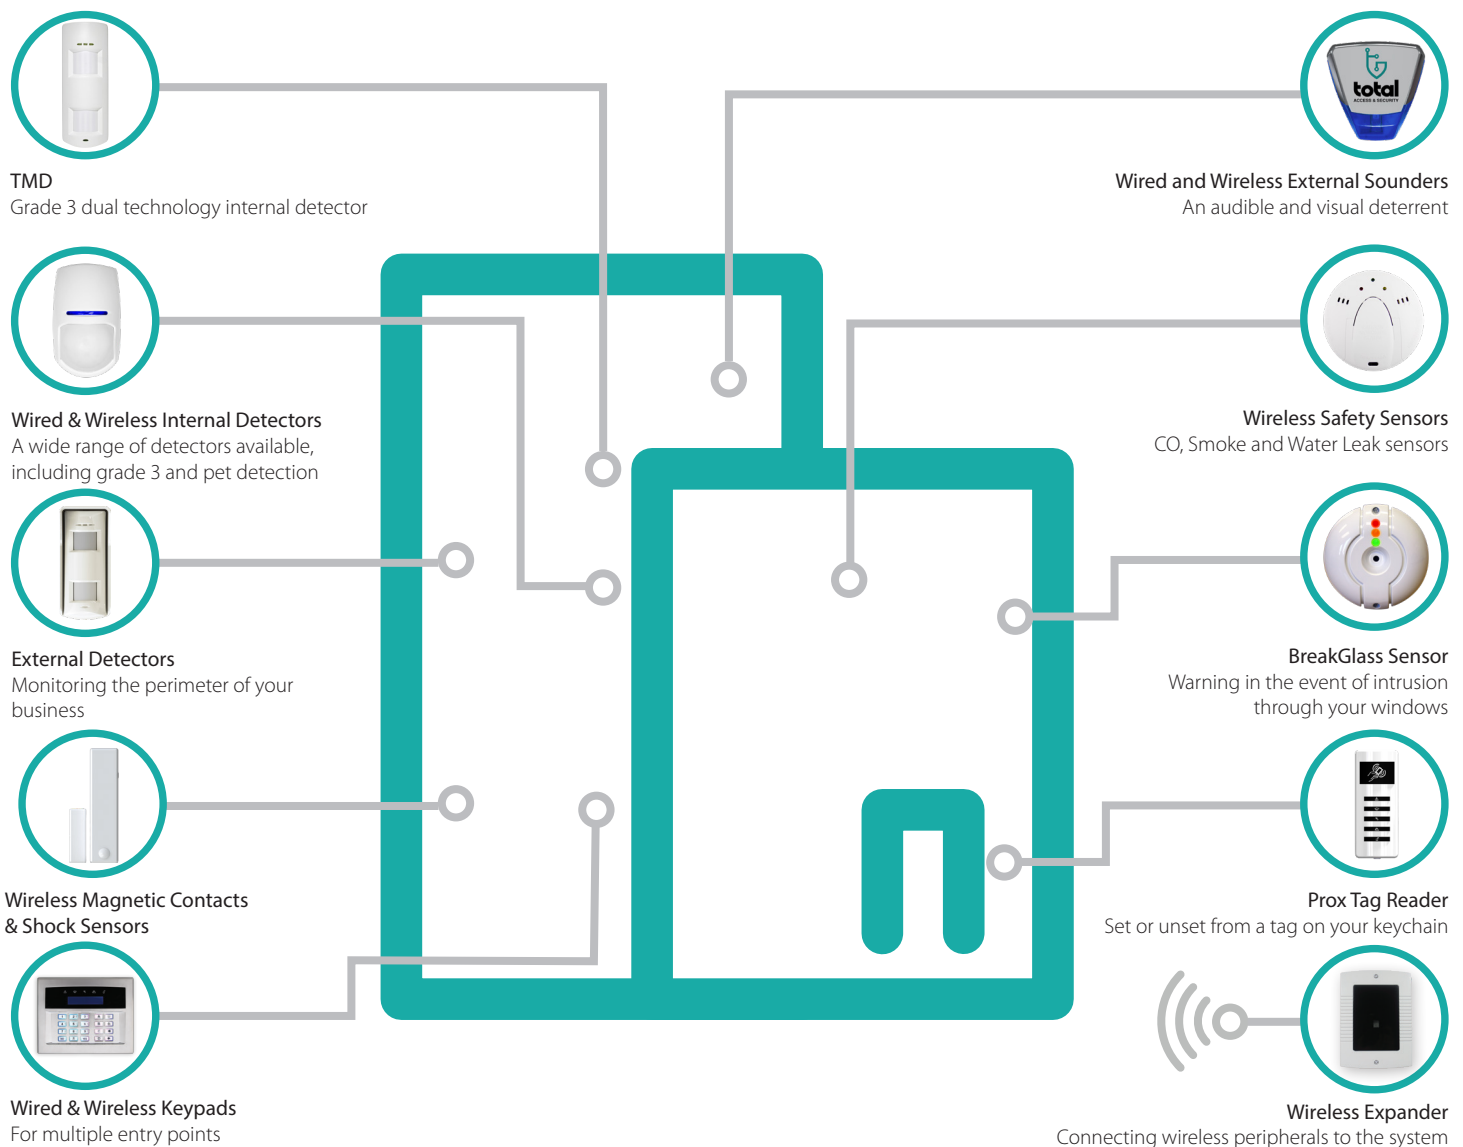 TMD
Grade 3 dual technology internal detector
Wired & Wireless Internal Detectors
A wide range of detectors available,
including grade 3 and pet detection
External Detectors
Monitoring the perimeter of your
business
Wireless Magnetic Contacts
& Shock Sensors
Wired & Wireless Keypads
For multiple entry points
total
ACCESS & SECURITY
Wired and Wireless External Sounders
An audible and visual deterrent
Wireless Safety Sensors
CO, Smoke and Water Leak sensors
BreakGlass Sensor
Warning in the event of intrusion
through your windows
Prox Tag Reader
Set or unset from a tag on your keychain
Wireless Expander
Connecting wireless peripherals to the system